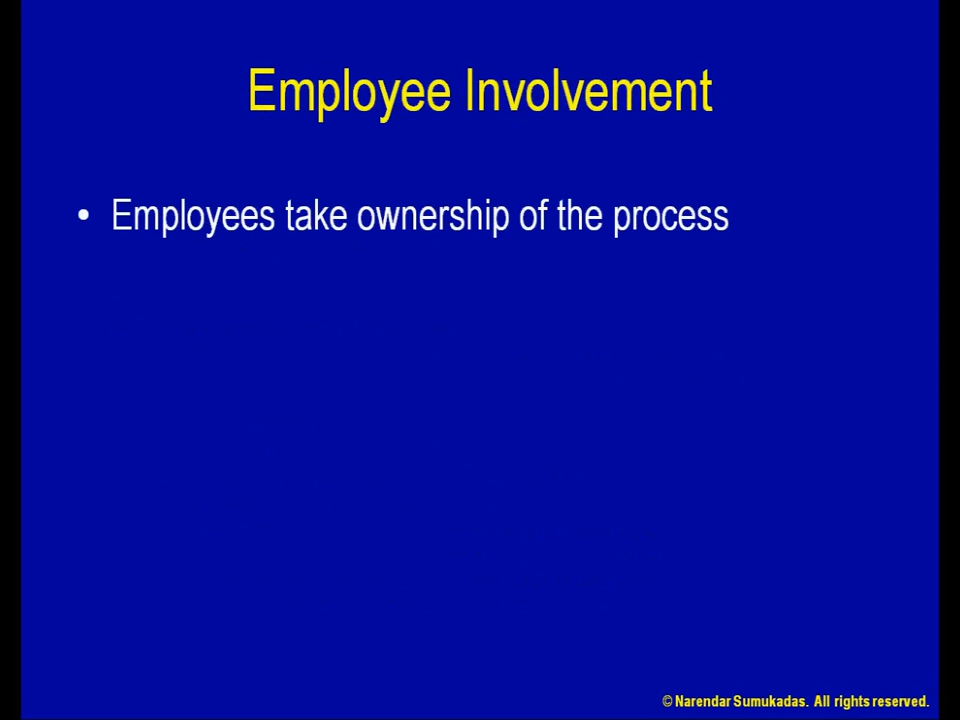 Employee Involvement
• Employees take ownership of the process
© Narendar Sumukadas. All rights reserved.